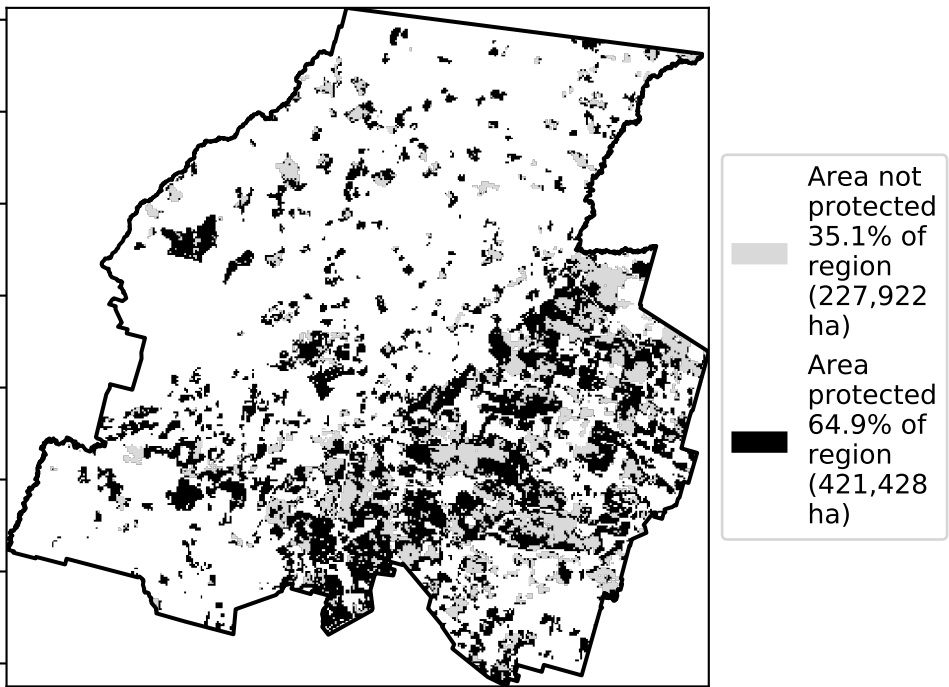 Area not
protected
35.1% of
region
(227,922
ha)
Area
protected
64.9% of
region
(421,428
ha)